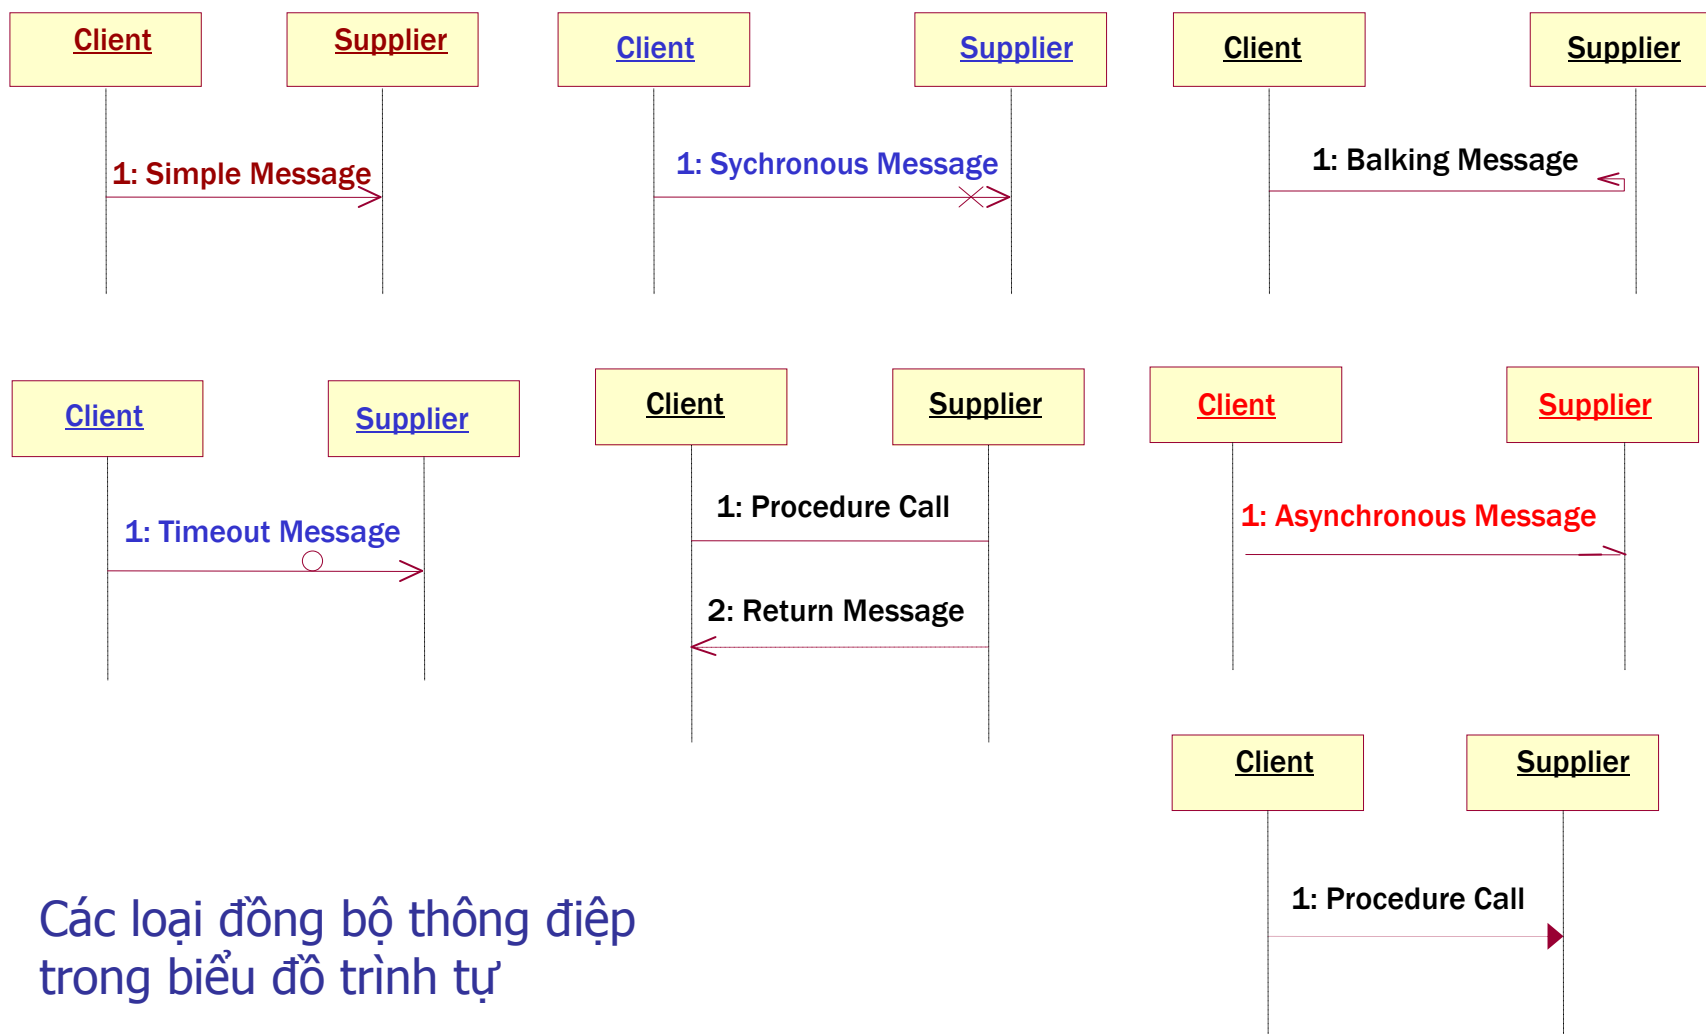 Client
Supplier
1: Simple Message
Client
Supplier
1: Sychronous Message
Client
Supplier
1: Balking Message
Client
Supplier
1: Timeout Message
Client
Supplier
1: Procedure Call
2: Return Message
Client
Supplier
1: Asynchronous Message
Client
Supplier
1: Procedure Call
Các loại đồng bộ thông điệp
trong biểu đồ trình tự